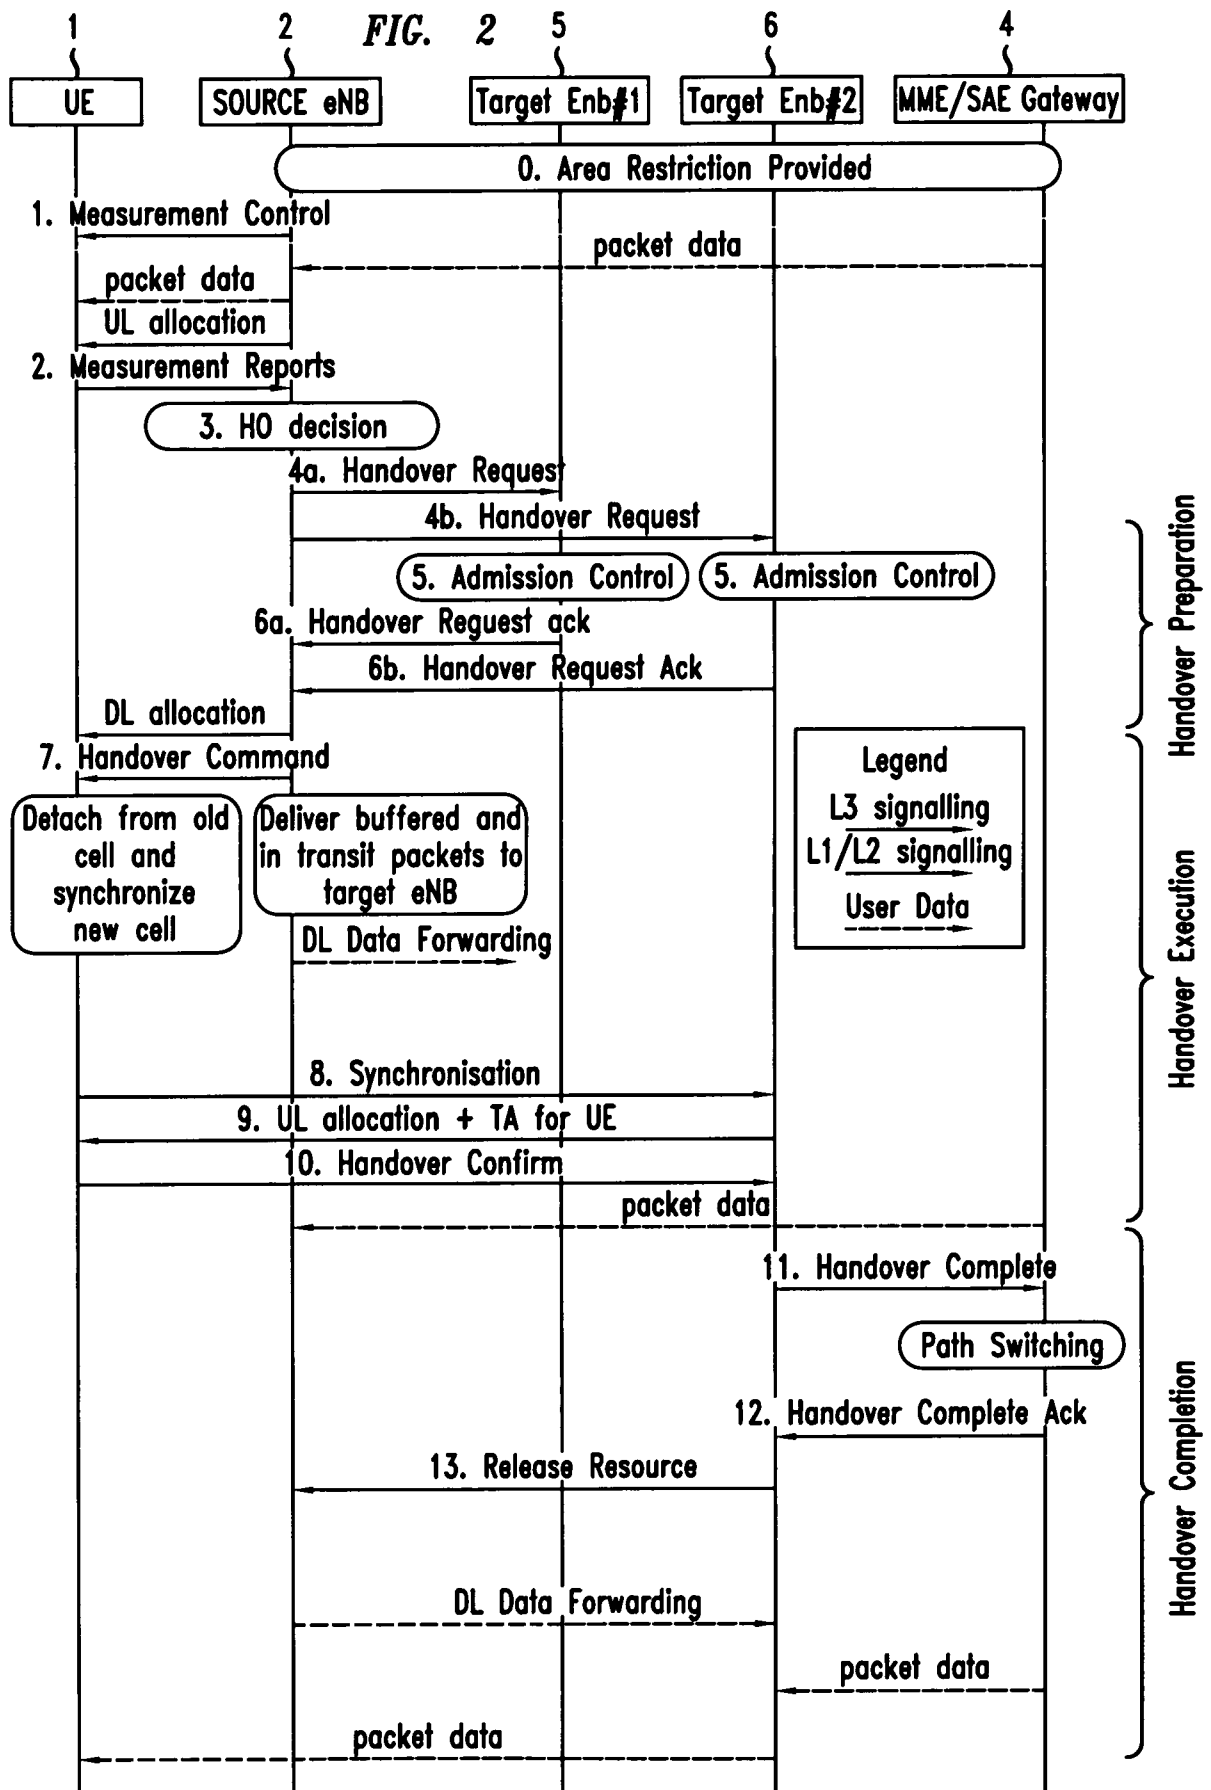 1
2
FIG. 2
5
6
4
UE
SOURCE eNB
Target Enb#1
Target Enb#2
MME/SAE Gateway
0. Area Restriction Provided
1. Measurement Control
packet data
packet data
UL allocation
2. Measurement Reports
3. HO decision
4a. Handover Request
4b. Handover Request
5. Admission Control
5. Admission Control
6a. Handover Reguest ack
6b. Handover Request Ack
DL allocation
7. Handover Command
Handover Preparation
Detach from old
cell and
synchronize
new cell
Deliver buffered and
in transit packets to
target eNB
DL Data Forwarding
Legend
L3 signalling
L1/L2 signalling
User Data
Handover Execution
8. Synchronisation
9. UL allocation + TA for UE
10. Handover Confirm
packet data
11. Handover Complete
Path Switching
12. Handover Complete Ack
13. Release Resource
Handover Completion
DL Data Forwarding
packet data
packet data